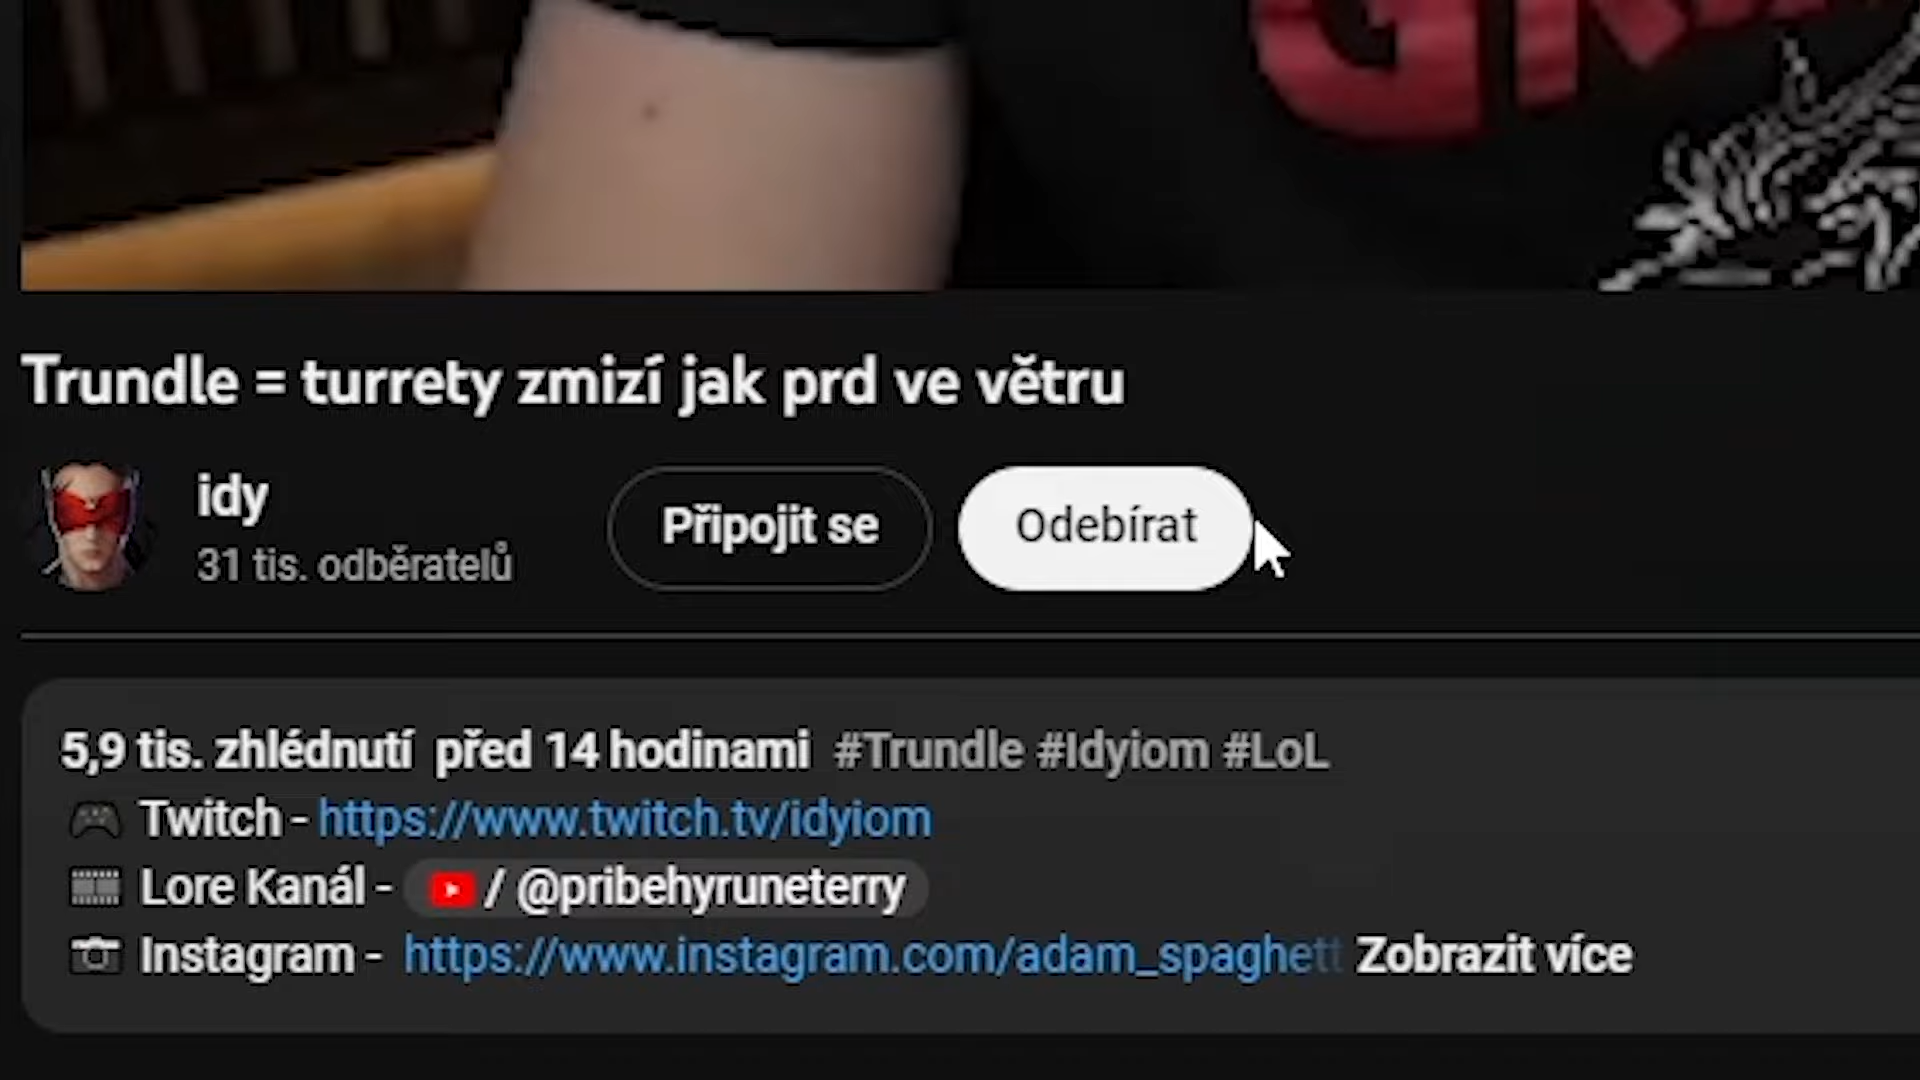 Trundle = turrety zmizí jak prd ve větru
idy
31 tis. odběratelů
Připojit se
Odebírat
5,9 tis. zhlédnutí před 14 hodinami #Trundle #Idyiom #LoL
Twitch - https://www.twitch.tv/idyiom
Lore Kanál - / @pribehyruneterry
Instagram - https://www.instagram.com/adam_spaghett Zobrazit více